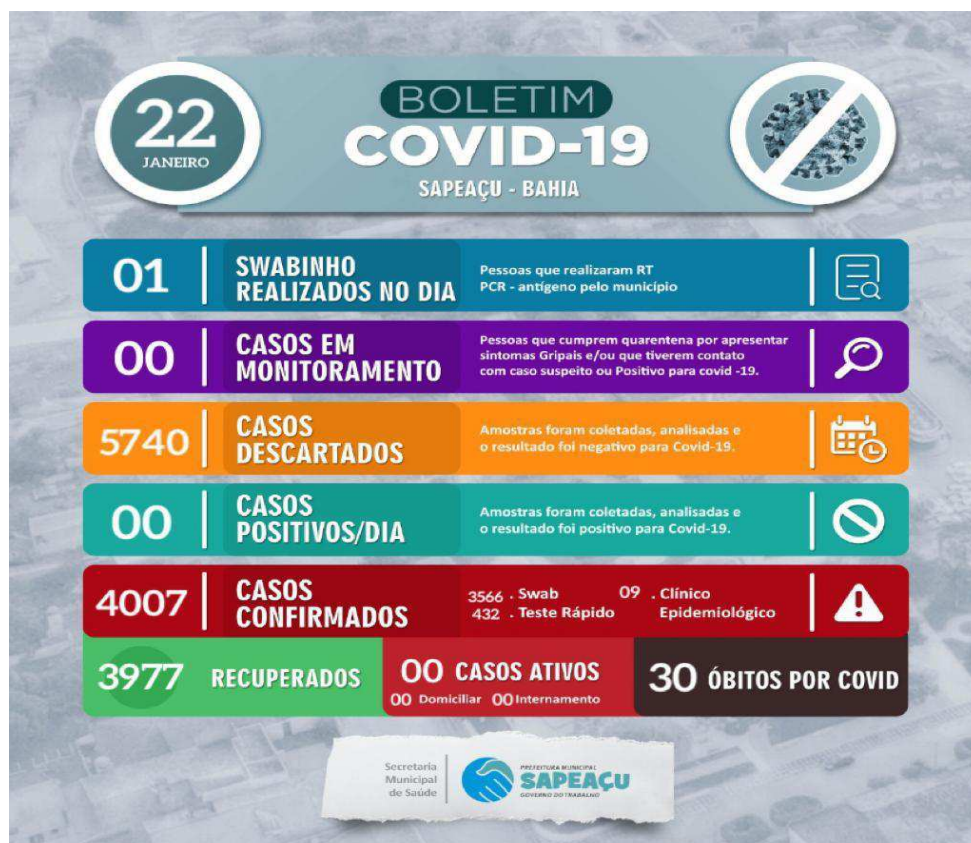 22
JANEIRO
BOLETIM
COVID-19
SAPEAÇU - BAHIA
01
SWABINHO
REALIZADOS NO DIA
Pessoas que realizaram RT
PCR - antígeno pelo município
00
CASOS EM
MONITORAMENTO
Pessoas que cumprem quarentena por apresentar
sintomas Gripais e/ou que tiverem contato
com caso suspeito ou Positivo para covid -19.
5740
CASOS
DESCARTADOS
Amostras foram coletadas, analisadas e
o resultado foi negativo para Covid-19.
00
CASOS
POSITIVOS/DIA
Amostras foram coletadas, analisadas e
o resultado foi positivo para Covid-19.
4007
CASOS
CONFIRMADOS
3566 . Swab
432 . Teste Rápido
09 . Clínico
Epidemiológico
3977 RECUPERADOS
00 CASOS ATIVOS
00 Domiciliar 00 Internamento
30 ÓBITOS POR COVID
Secretaria
Municipal
de Saúde
PREFEITURA MUNICIPAL
SAPEAÇU
GOVERNO DO TRABALHO